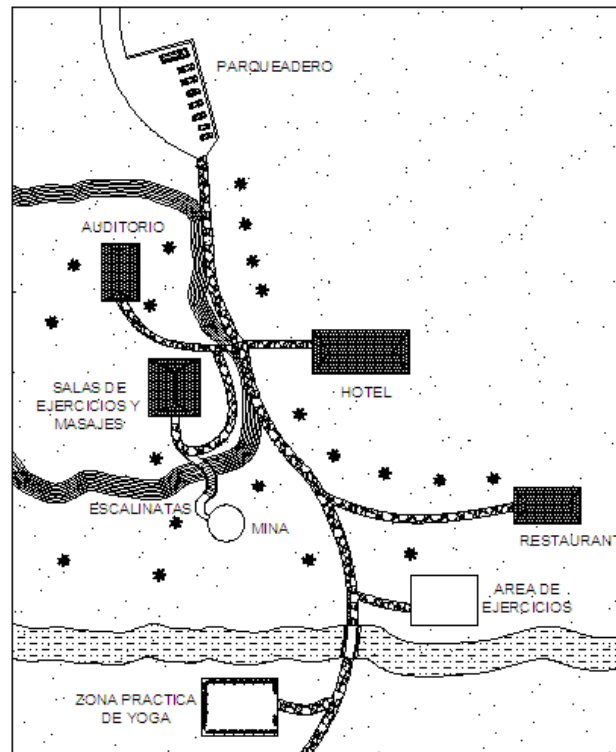 PARQUEADERO
AUDITORIO
HOTEL
SALAS DE
EJERCICIOS Y
MASAJES
ESCALINATAS
MINA
RESTAURANT
AREA DE
EJERCICIOS
ZONA PRACTICA
DE YOGA